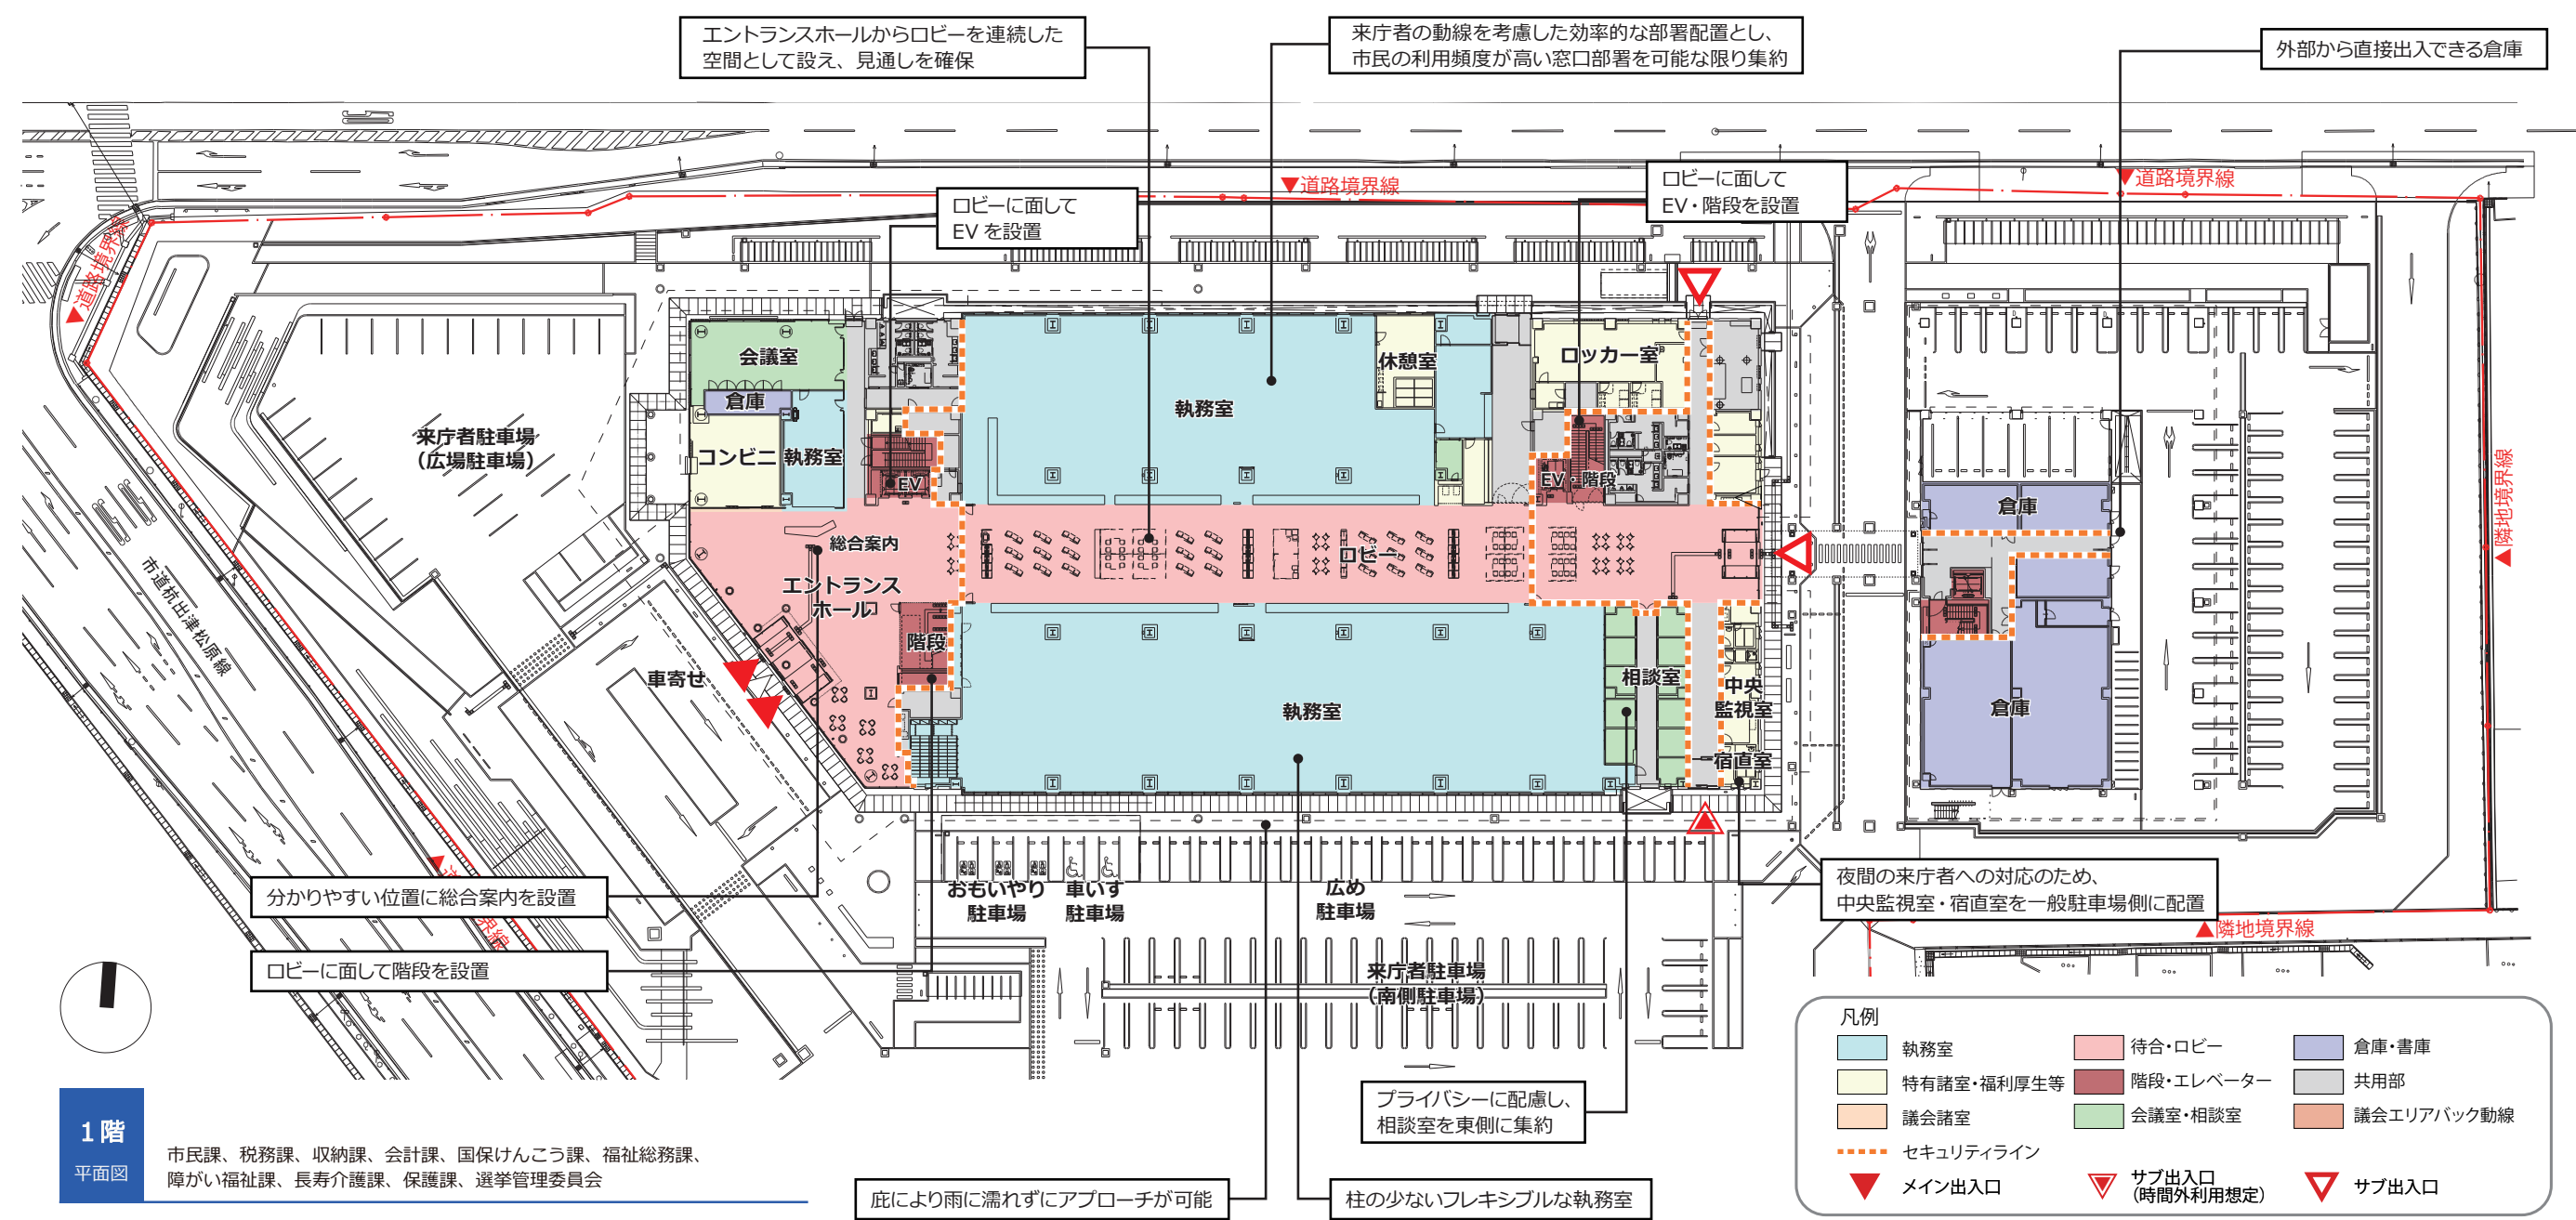 エントランスホールからロビーを連続した
空間として設え、見通しを確保
来庁者の動線を考慮した効率的な部署配置とし、
市民の利用頻度が高い窓口部署を可能な限り集約
外部から直接出入できる倉庫
ロビーに面して
EV を設置
▼道路境界線
ロビーに面して
EV・階段を設置
▼道路境界線
▼道路境界線
会議室
倉庫
コンビニ
執務室
EV
執務室
休憩室
ロッカー室
EV・階段
来庁者駐車場
（広場駐車場）
総合案内
エントランス
ホール
ロビー
階段
車寄せ
執務室
相談室
中央
監視室
宿直室
倉庫
倉庫
▲隣地境界線
市道杭出津松原線
分かりやすい位置に総合案内を設置
ロビーに面して階段を設置
おもいやり
駐車場
車いす
駐車場
広め
駐車場
来庁者駐車場
（南側駐車場）
夜間の来庁者への対応のため、
中央監視室・宿直室を一般駐車場側に配置
▲隣地境界線
プライバシーに配慮し、
相談室を東側に集約
庇により雨に濡れずにアプローチが可能
柱の少ないフレキシブルな執務室
1階
平面図
市民課、税務課、収納課、会計課、国保けんこう課、福祉総務課、
障がい福祉課、長寿介護課、保護課、選挙管理委員会
凡例
執務室
待合・ロビー
倉庫・書庫
特有諸室・福利厚生等
階段・エレベーター
共用部
議会諸室
会議室・相談室
議会エリアバック動線
セキュリティライン
メイン出入口
サブ出入口
（時間外利用想定）
サブ出入口